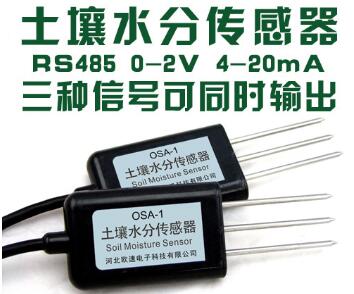 土壤水分传感器
RS485 0-2V 4-20mA
三种信号可同时输出
OSA-1
土壤水分传感器
Soil Moisture Sensor
OSA-1
土壤水分传感器
Soil Moisture Sensor
河北欧速电子科技有限公司